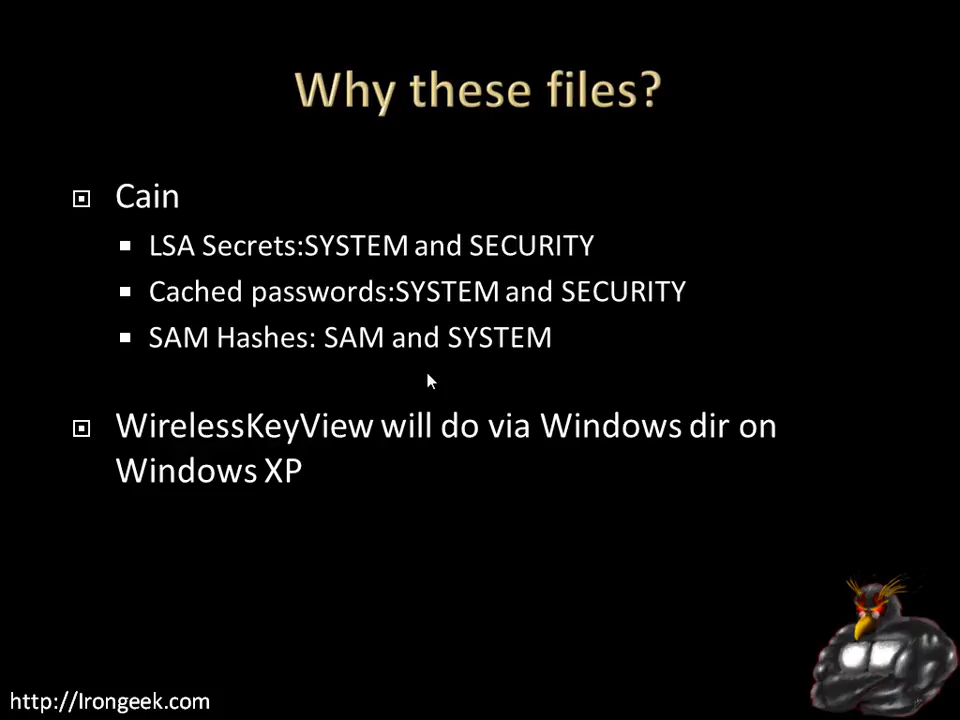 Why these files?
Cain
LSA Secrets:SYSTEM and SECURITY
Cached passwords:SYSTEM and SECURITY
SAM Hashes: SAM and SYSTEM
WirelessKeyView will do via Windows dir on
Windows XP
http://Irongeek.com